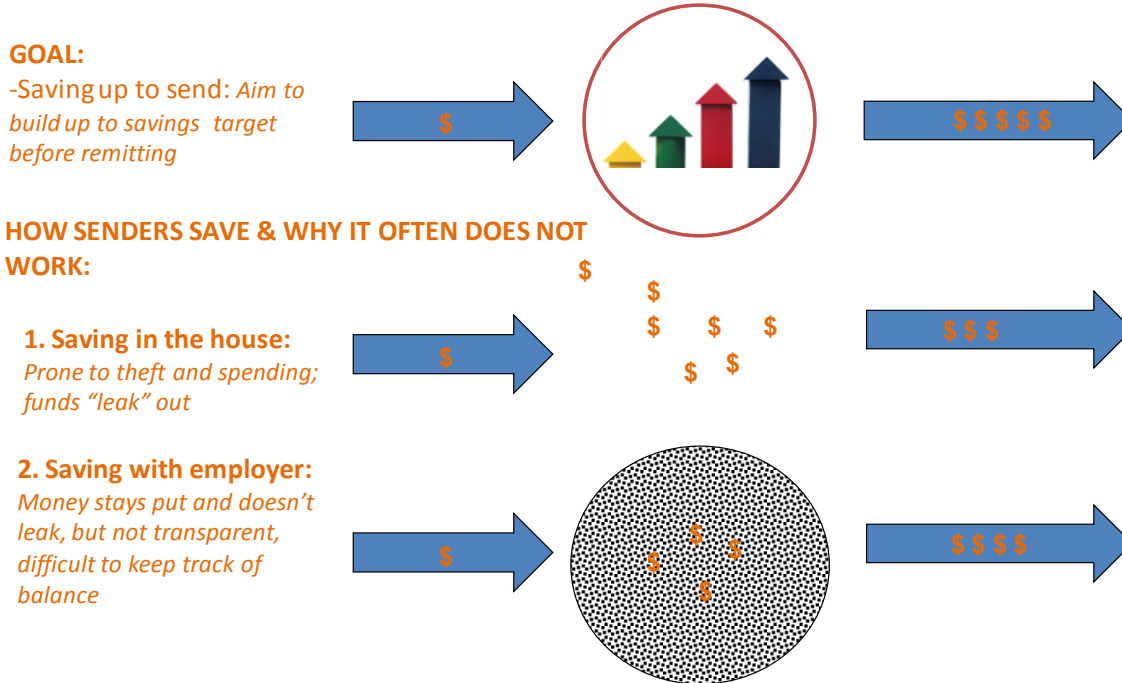 GOAL:
-Saving up to send: Aim to
build up to savings target
before remitting
$
$ $ $ $ $
HOW SENDERS SAVE & WHY IT OFTEN DOES NOT
WORK:
$
$
$ $ $
$ $
1. Saving in the house:
Prone to theft and spending;
funds “leak” out
$
$ $ $
2. Saving with employer:
Money stays put and doesn’t
leak, but not transparent,
difficult to keep track of
balance
$
$
$ $
$
$ $ $ $